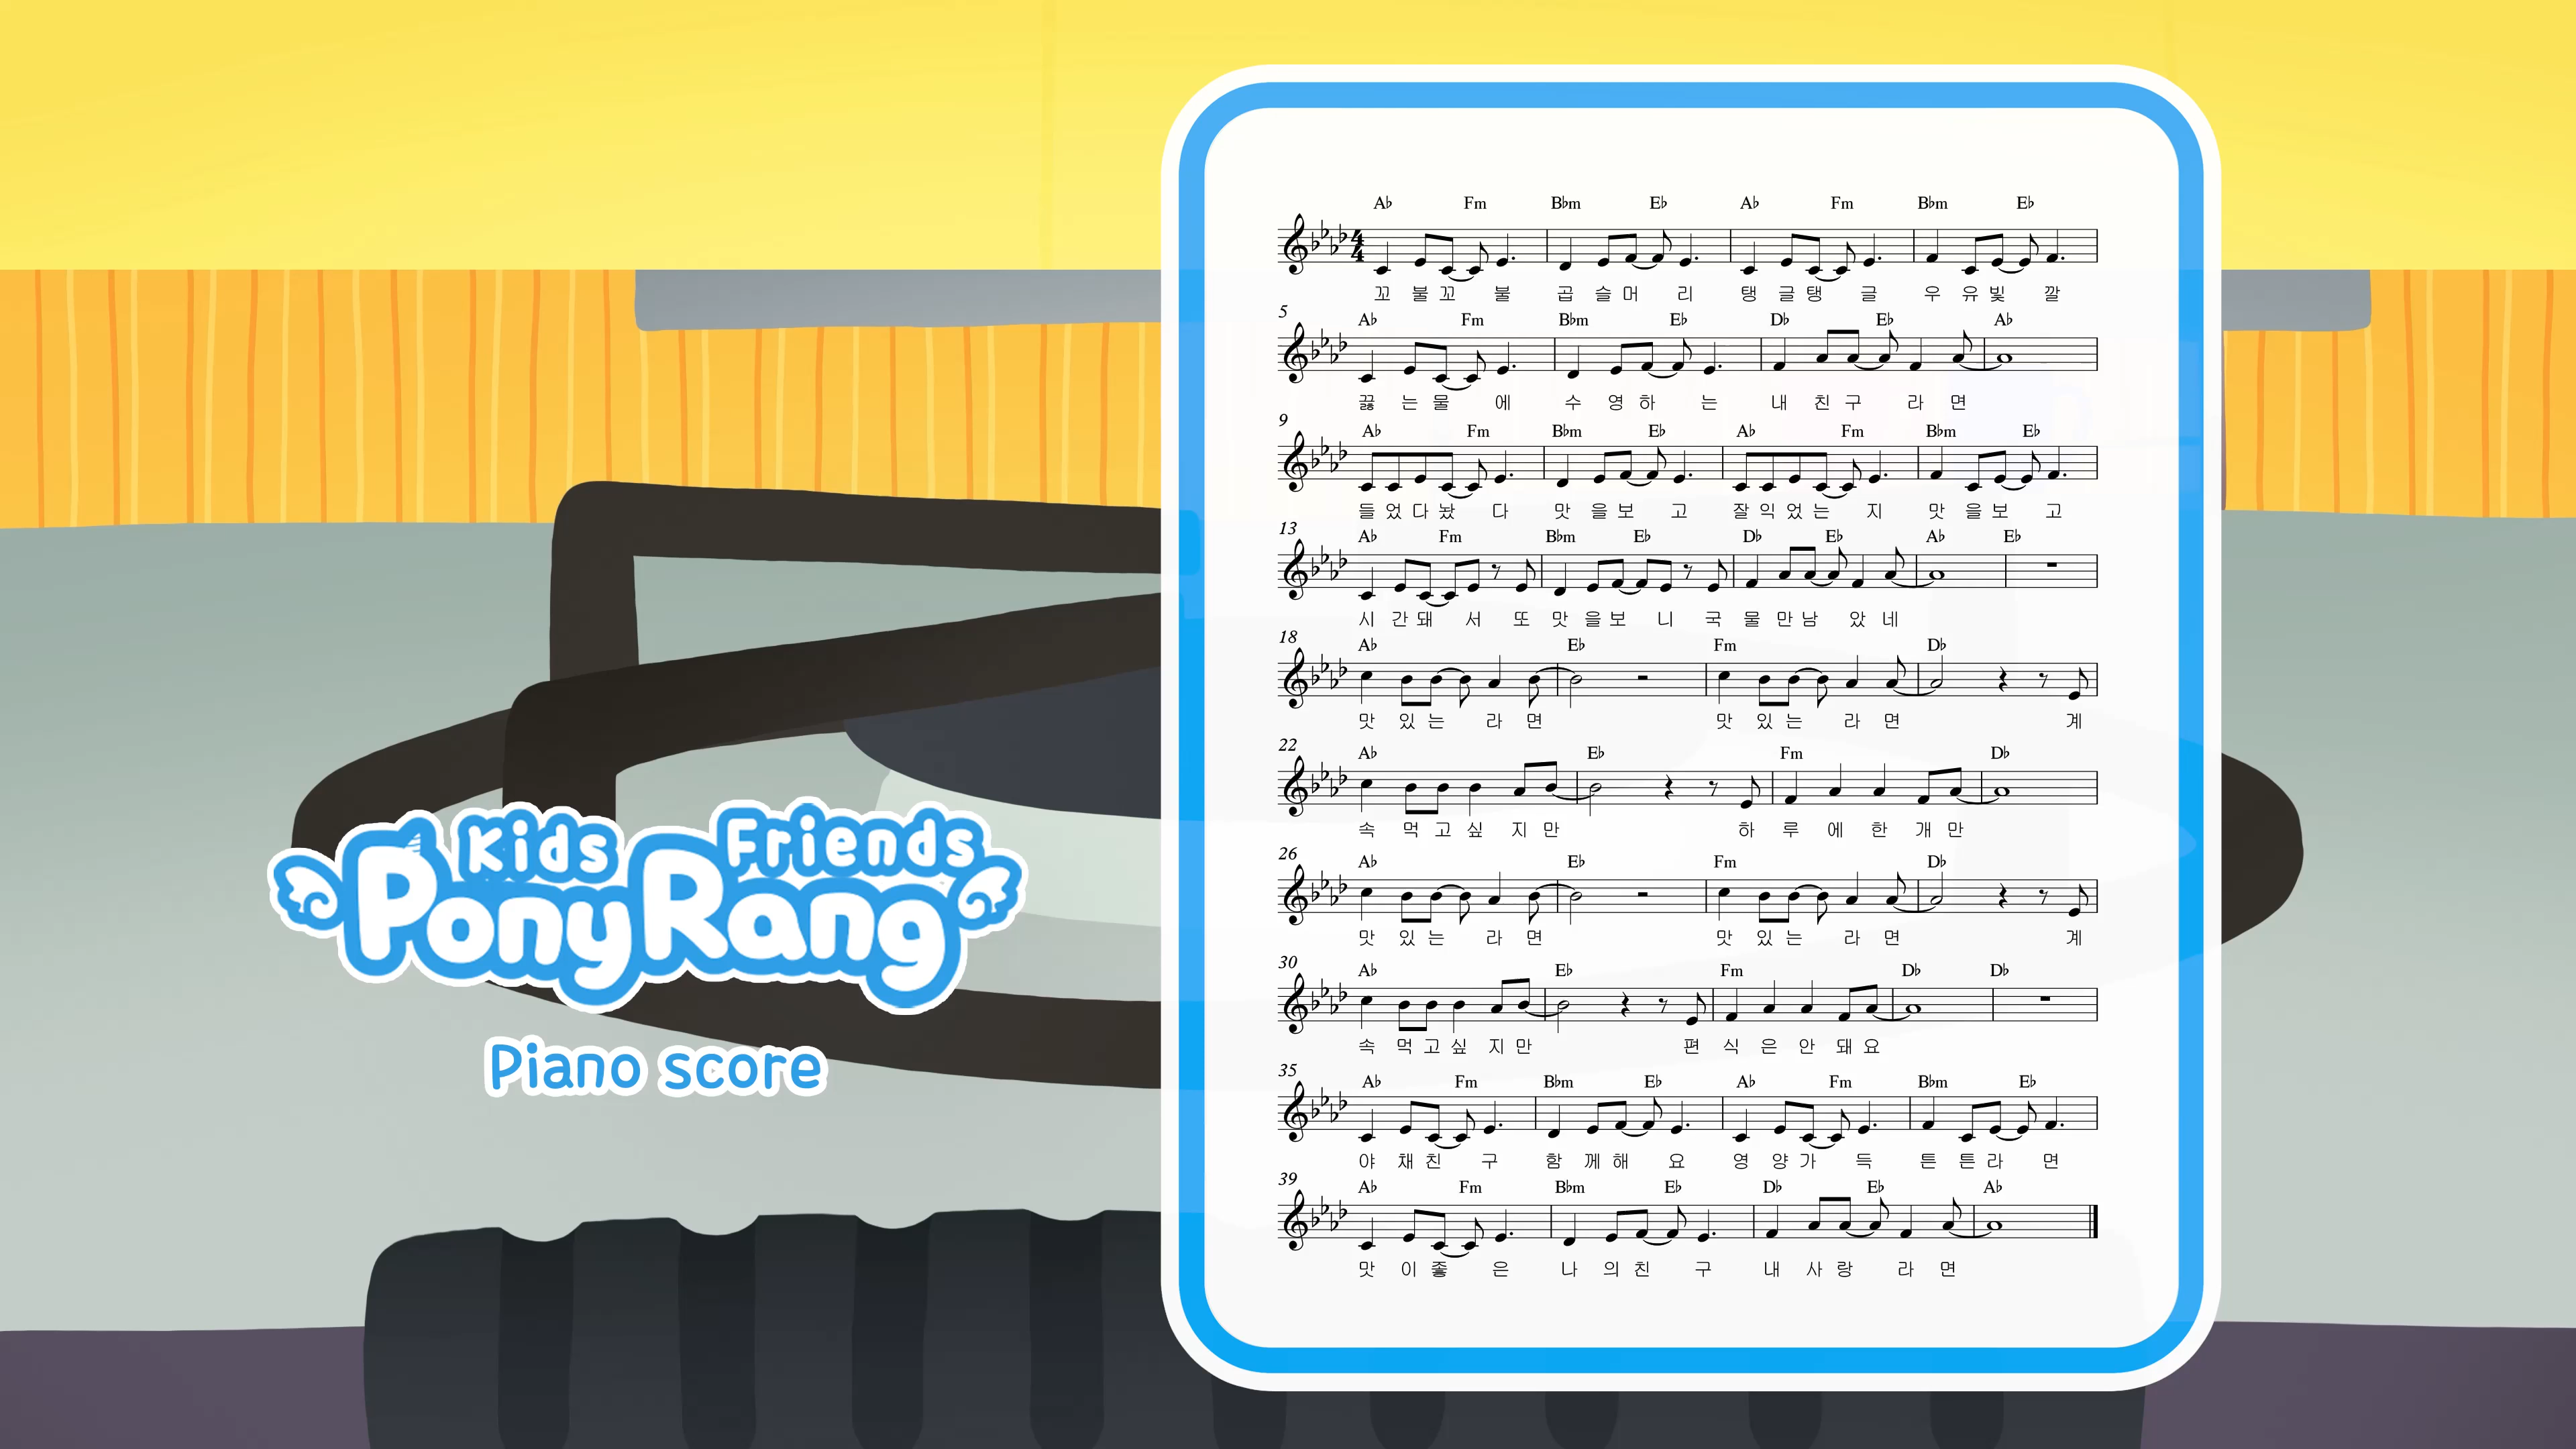 Kids Friends
PonyRang
Piano score
A♭ Fm B♭m E♭ A♭ Fm B♭m E♭
4/4
꼬 불 꼬 불 곱 슬 머 리 탱 글 탱 글 우 유 빛 깔
5
A♭ Fm B♭m E♭ D♭ E♭ A♭
끓 는 물 에 수 영 하 는 내 친 구 라 면
9
A♭ Fm B♭m E♭ A♭ Fm B♭m E♭
들 었 다 놨 다 맛 을 보 고 잘 익 었 는 지 맛 을 보 고
13
A♭ Fm B♭m E♭ D♭ E♭ A♭ E♭
시 간 돼 서 또 맛 을 보 니 국 물 만 남 았 네
18
A♭ E♭ Fm D♭
맛 있 는 라 면 맛 있 는 라 면 계
22
A♭ E♭ Fm D♭
속 먹 고 싶 지 만 하 루 에 한 개 만
26
A♭ E♭ Fm D♭
맛 있 는 라 면 맛 있 는 라 면 계
30
A♭ E♭ Fm D♭ D♭
속 먹 고 싶 지 만 편 식 은 안 돼 요
35
A♭ Fm B♭m E♭ A♭ Fm B♭m E♭
야 채 친 구 함 께 해 요 영 양 가 득 튼 튼 라 면
39
A♭ Fm B♭m E♭ D♭ E♭ A♭
맛 이 좋 은 나 의 친 구 내 사 랑 라 면